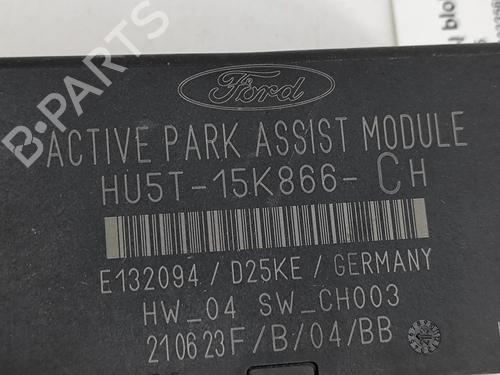 Ford
ACTIVE PARK ASSIST MODULE
HU5T-15K866-CH
E132094 / D25KE / GERMANY
HW_04 SW_CH003
210623F/B/04/BB
B-PARTS